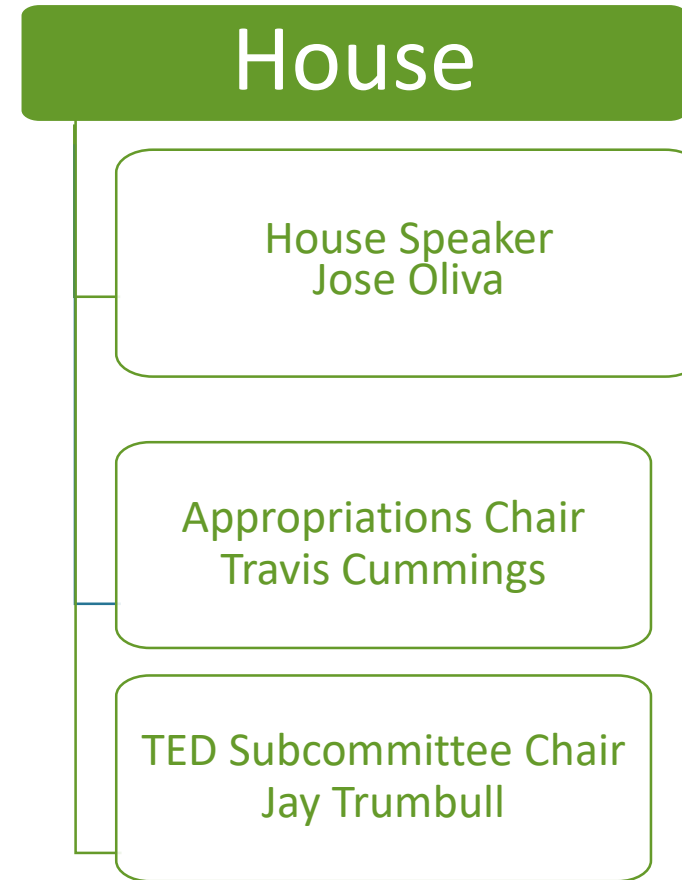 House
House Speaker
Jose Oliva
Appropriations Chair
Travis Cummings
TED Subcommittee Chair
Jay Trumbull